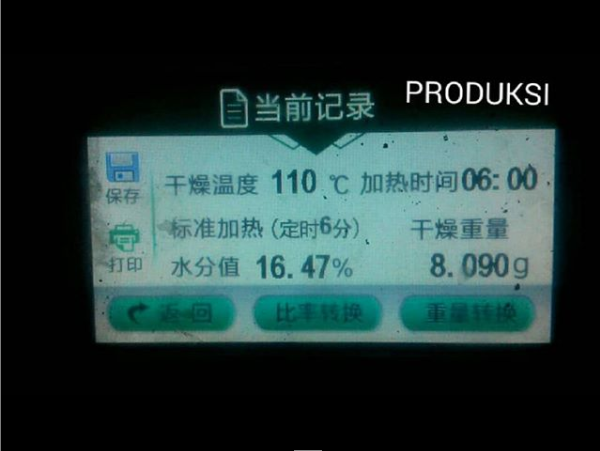 当前记录 PRODUKSI
保存 干燥温度 110 ℃ 加热时间 06:00
标准加热 (定时6分) 干燥重量
打印 水分值 16.47% 8.090g
返回 比率转换 重量转换